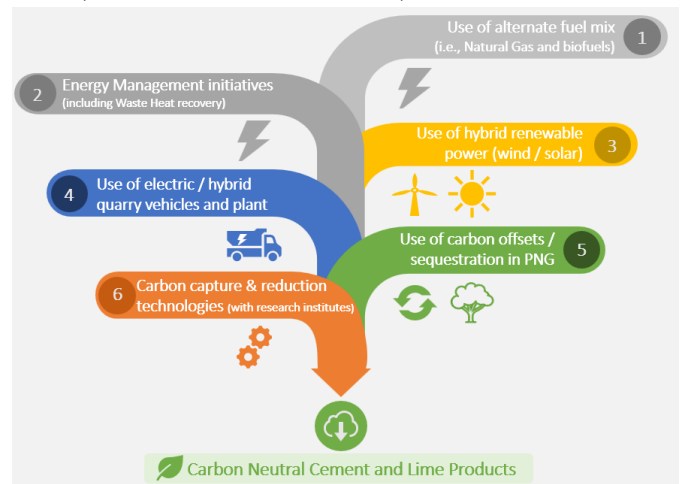 Use of alternate fuel mix
(i.e., Natural Gas and biofuels)
1
2
Energy Management initiatives
(including Waste Heat recovery)
Use of hybrid renewable
power (wind / solar)
3
4
Use of electric / hybrid
quarry vehicles and plant
Use of carbon offsets /
sequestration in PNG
5
6
Carbon capture & reduction
technologies (with research institutes)
Carbon Neutral Cement and Lime Products